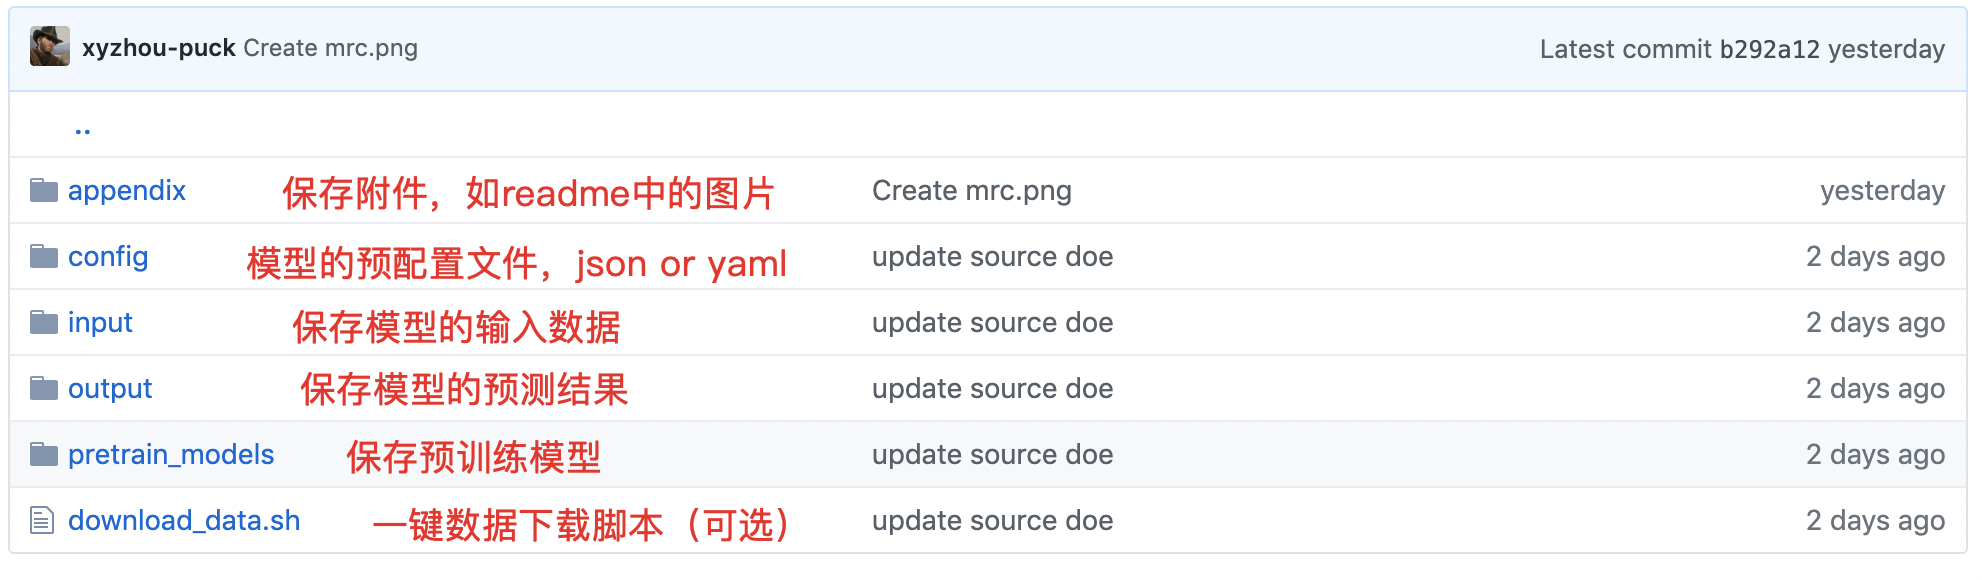 xyzhou-puck Create mrc.png Latest commit b292a12 yesterday
..
appendix 保存附件，如readme中的图片 Create mrc.png yesterday
config 模型的预配置文件，json or yaml update source doe 2 days ago
input 保存模型的输入数据 update source doe 2 days ago
output 保存模型的预测结果 update source doe 2 days ago
pretrain_models 保存预训练模型 update source doe 2 days ago
download_data.sh 一键数据下载脚本（可选） update source doe 2 days ago